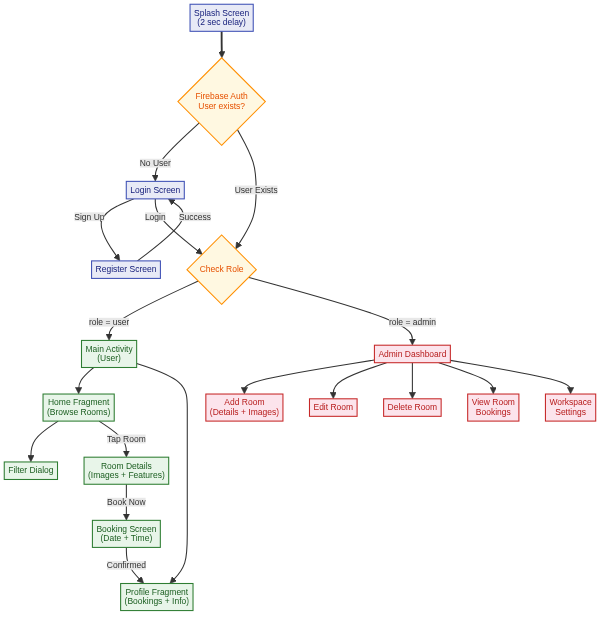 Splash Screen
(2 sec delay)
Firebase Auth
User exists?
No User
User Exists
Login Screen
Sign Up
Login
Success
Register Screen
Check Role
role = user
role = admin
Main Activity
(User)
Admin Dashboard
Home Fragment
(Browse Rooms)
Add Room
(Details + Images)
Edit Room
Delete Room
View Room
Bookings
Workspace
Settings
Tap Room
Filter Dialog
Room Details
(Images + Features)
Book Now
Booking Screen
(Date + Time)
Confirmed
Profile Fragment
(Bookings + Info)